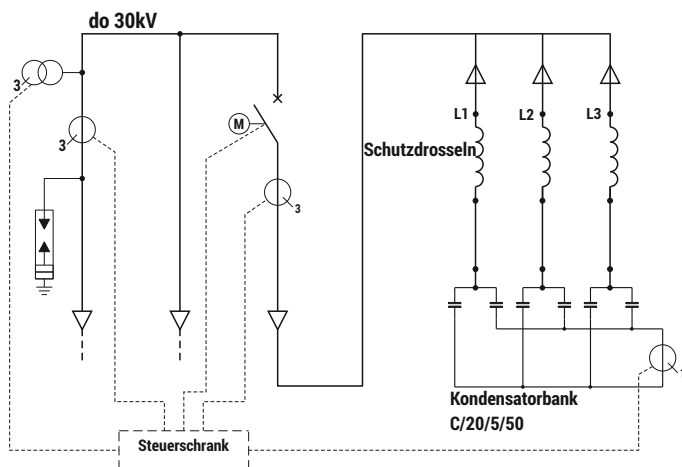 do 30kV
3
3
M
3
L1
L2
L3
Schutzdrosseln
Kondensatorbank
C/20/5/50
Steuerschrank